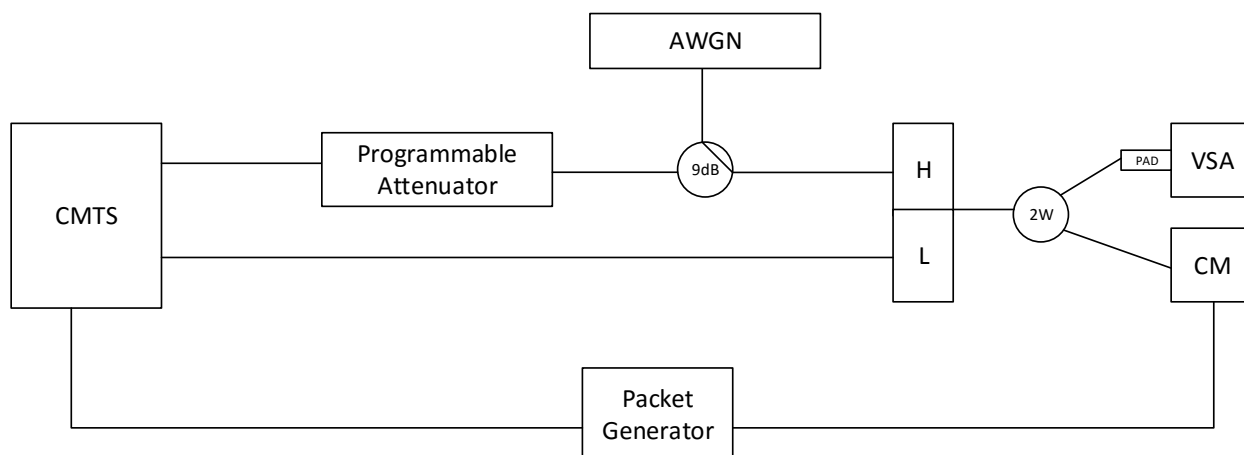 AWGN
CMTS
Programmable
Attenuator
9dB
H
L
2W
PAD
VSA
CM
Packet
Generator